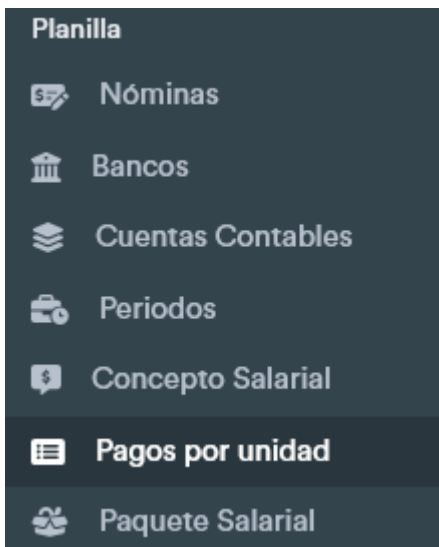 Planilla
Nóminas
Bancos
Cuentas Contables
Periodos
Concepto Salarial
Pagos por unidad
Paquete Salarial